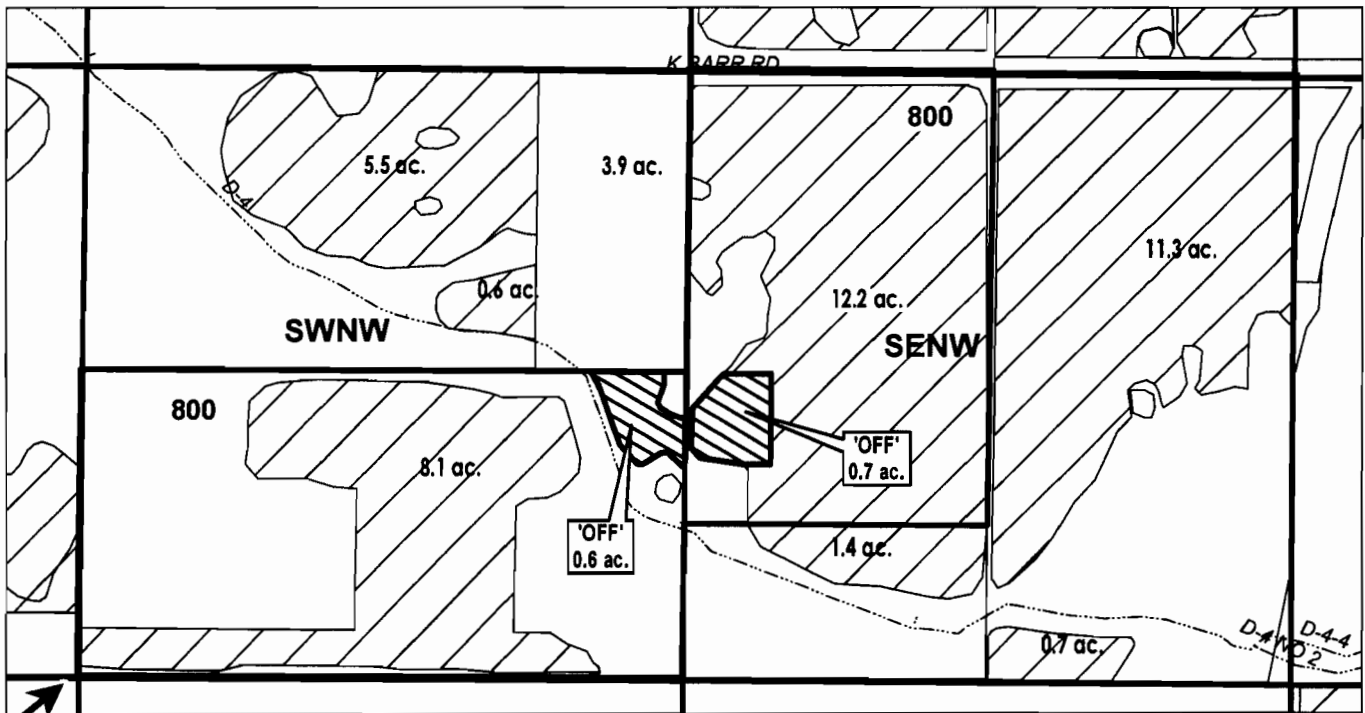 K BARR RD
800
5.5 ac.
3.9 ac.
D-4
11.3 ac.
0.6 ac.
12.2 ac.
SWNW
SENW
800
8.1 ac.
'OFF'
0.7 ac.
'OFF'
0.6 ac.
1.4 ac.
0.7 ac.
D-4 NO 2
D-4-4